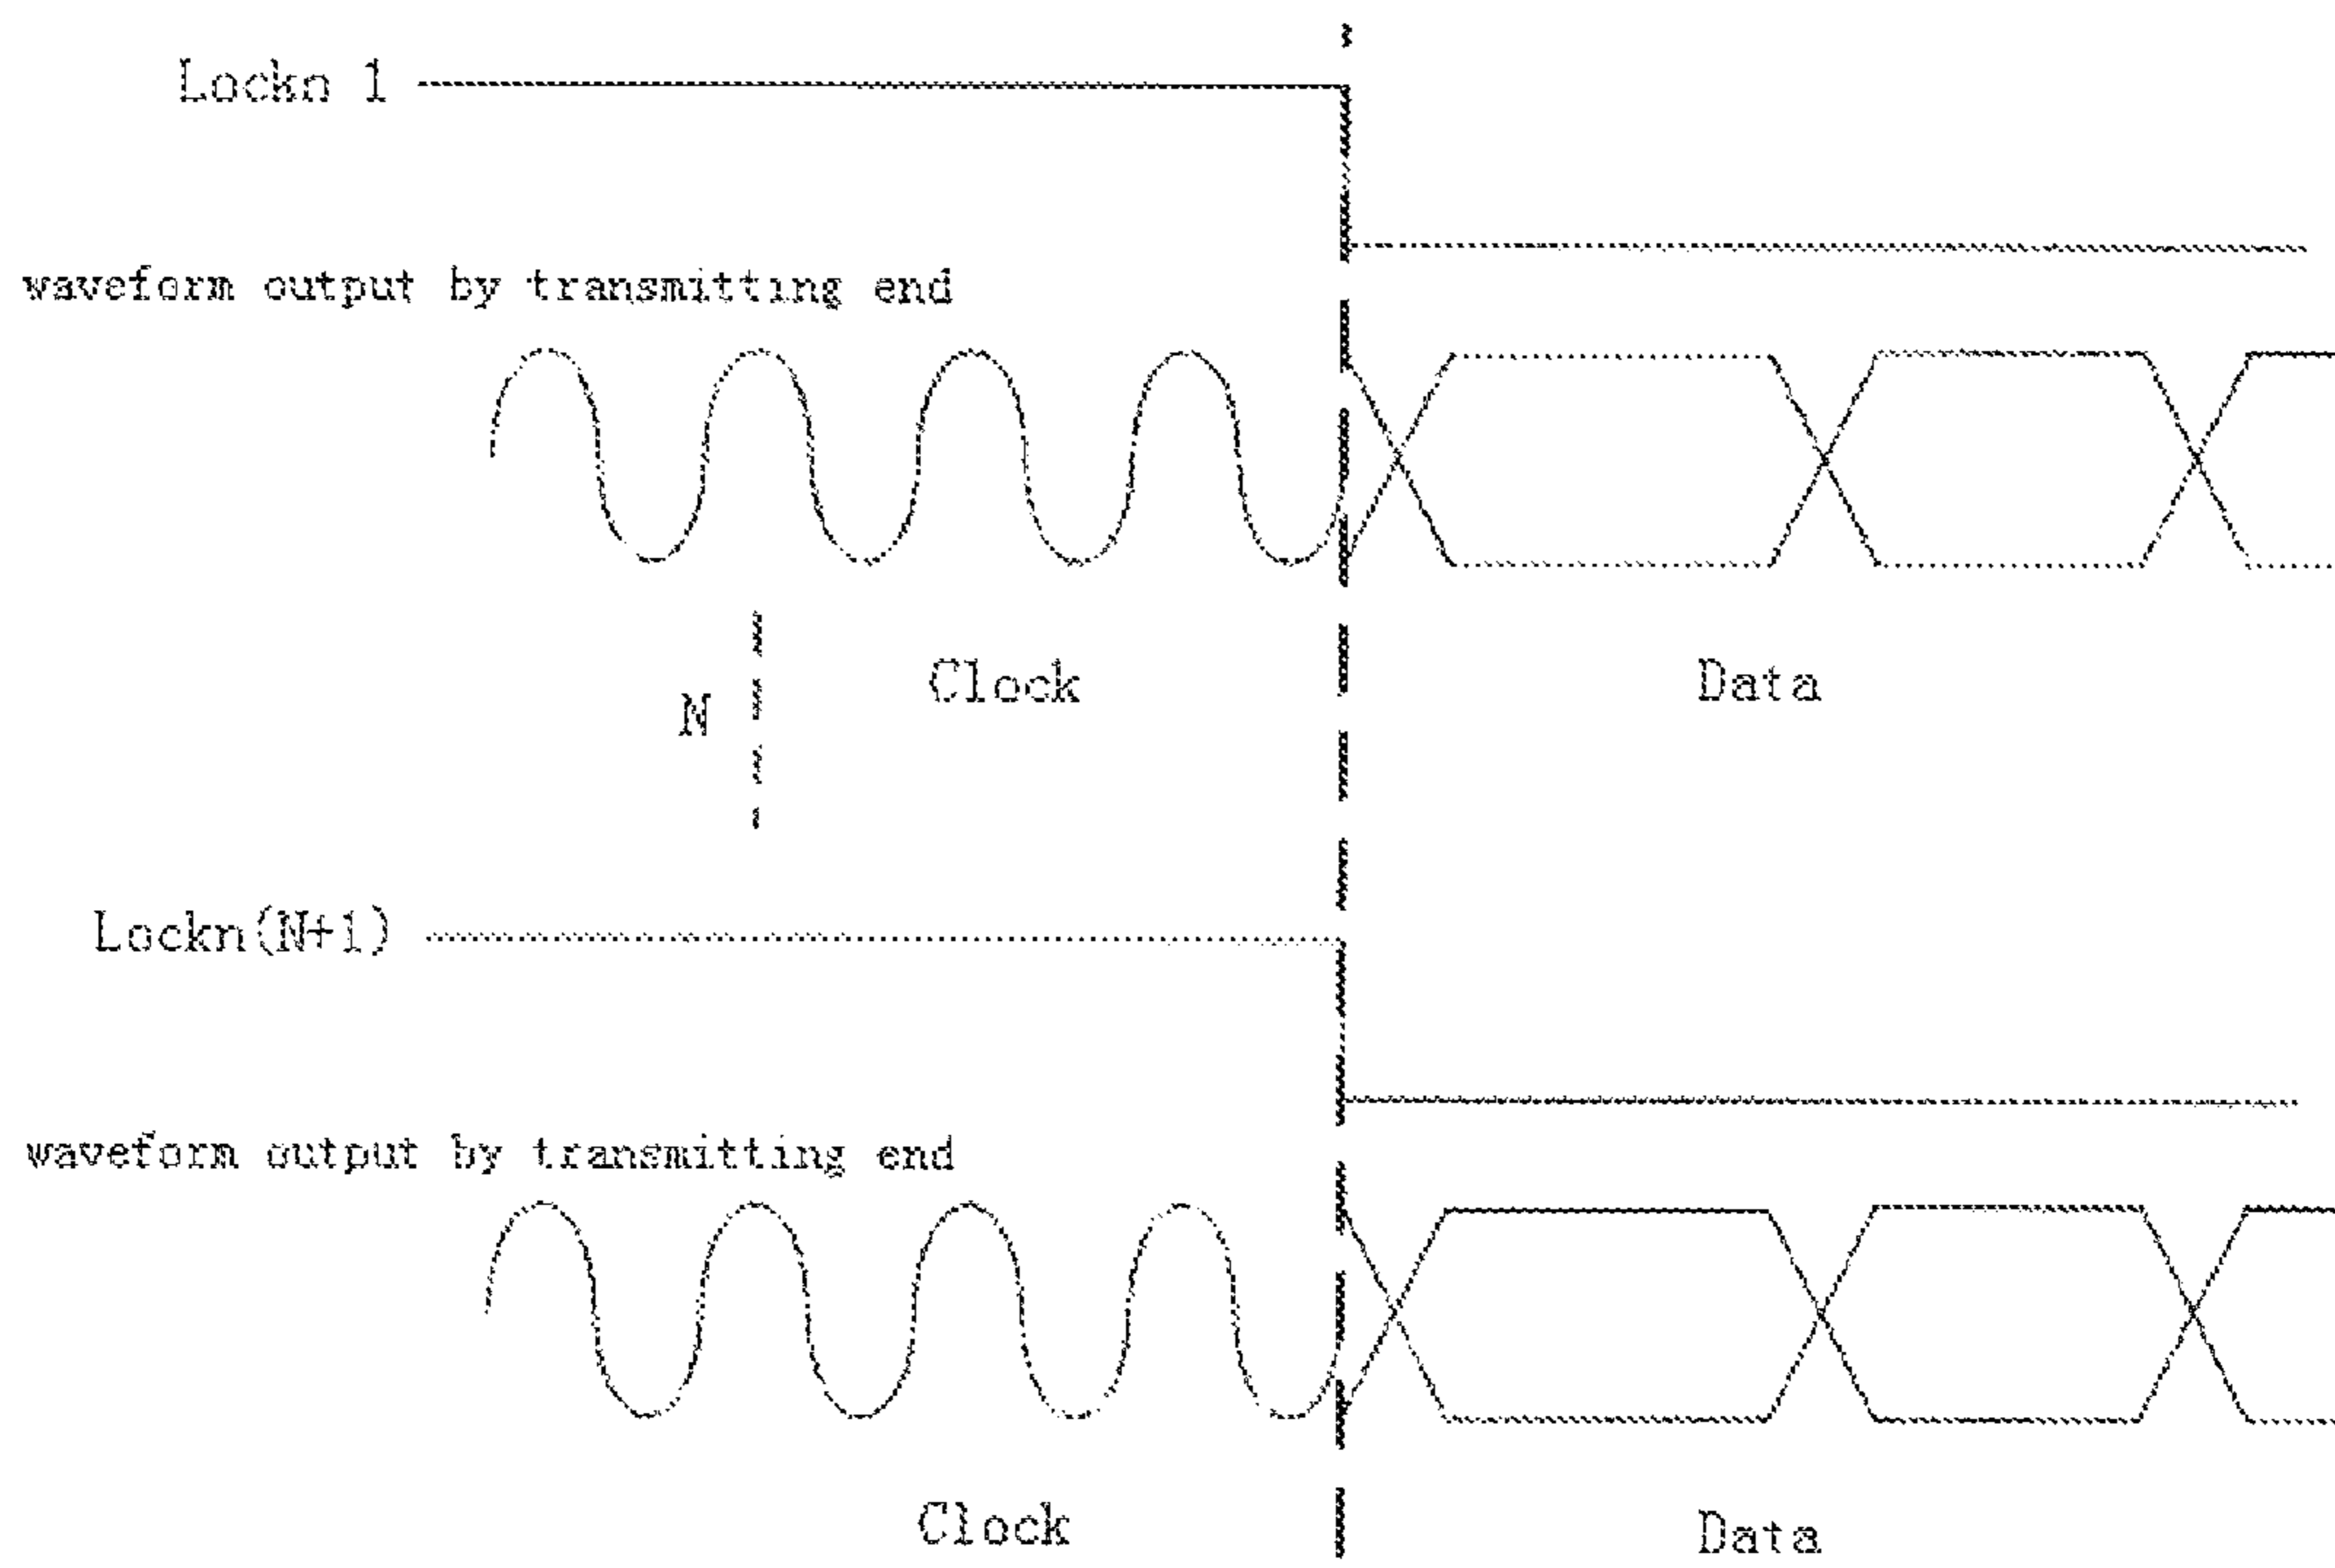 Lockn 1
waveform output by transmitting end
N
Clock
Data
Lockn(N+1)
waveform output by transmitting end
Clock
Data